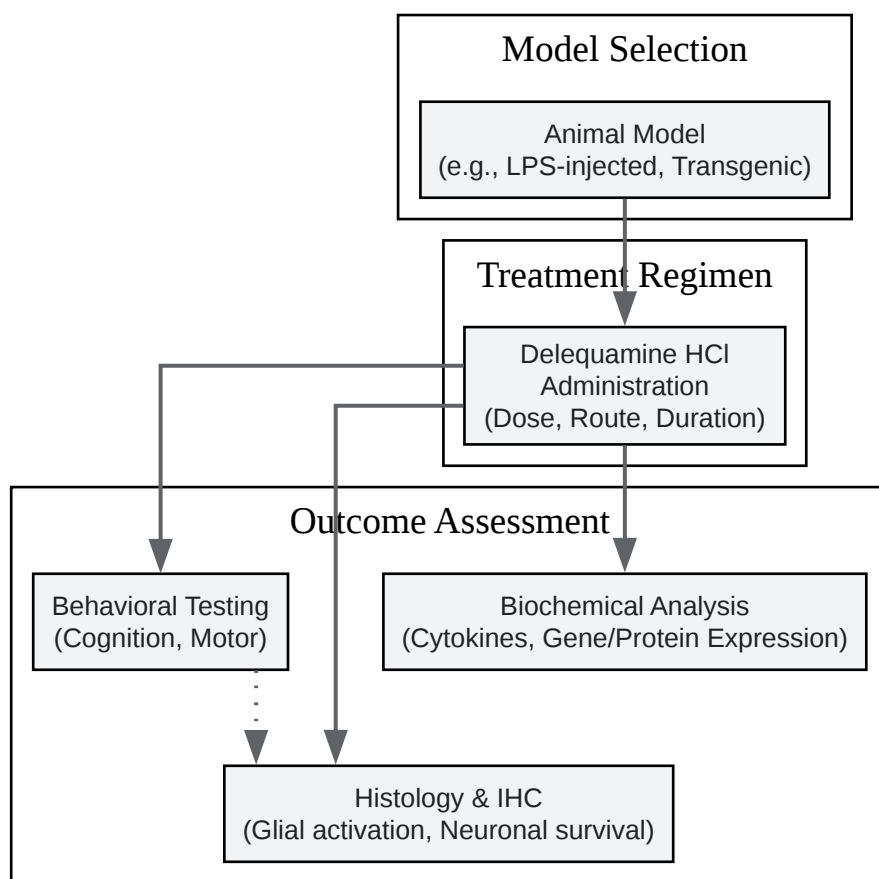 Model Selection
Animal Model
(e.g., LPS-injected, Transgenic)
Treatment Regimen
Delequamine HCl
Administration
(Dose, Route, Duration)
Outcome Assessment
Behavioral Testing
(Cognition, Motor)
Biochemical Analysis
(Cytokines, Gene/Protein Expression)
Histology & IHC
(Glial activation, Neuronal survival)